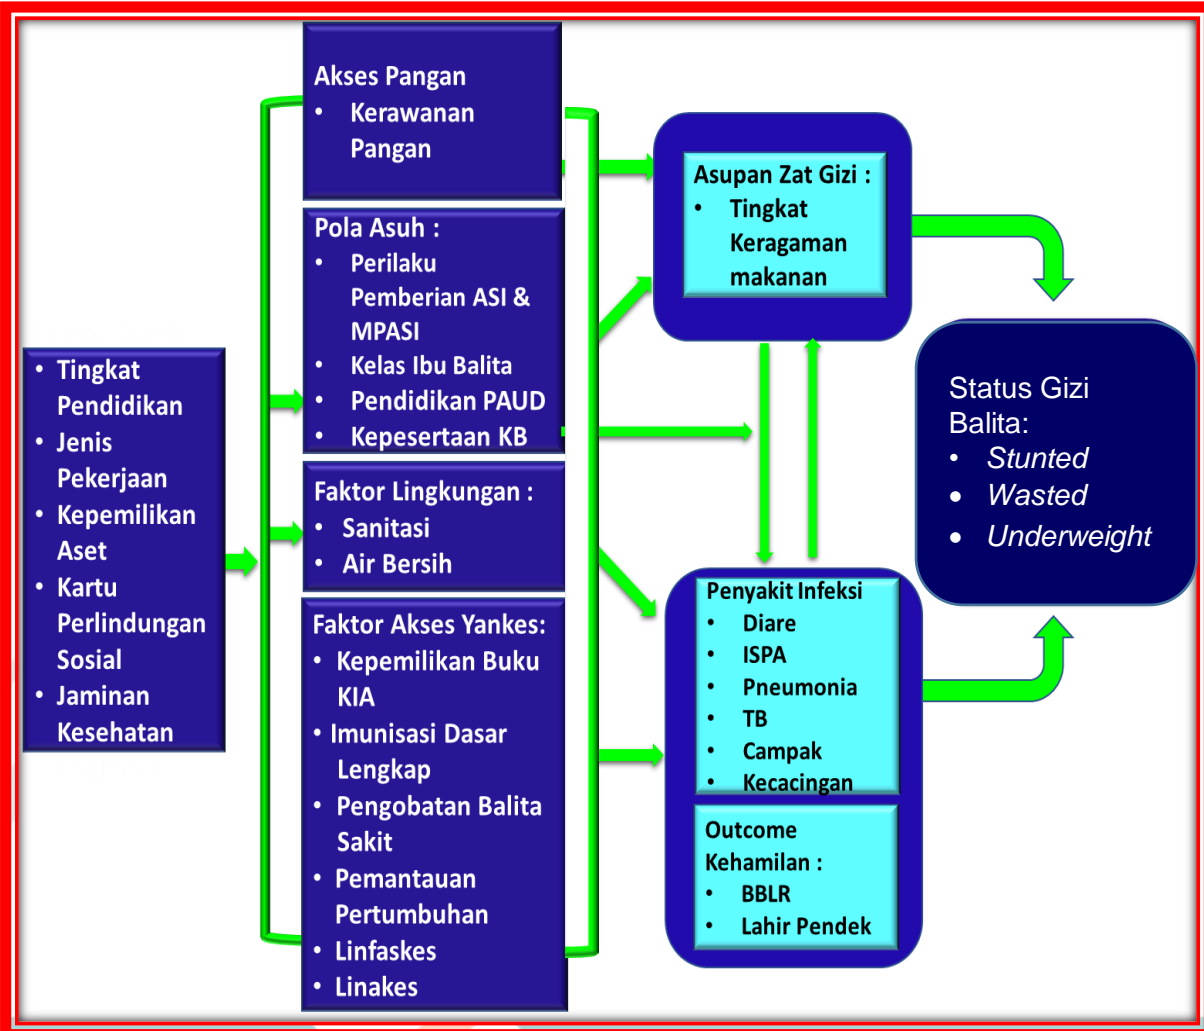 • Tingkat
Pendidikan
• Jenis
Pekerjaan
• Kepemilikan
Aset
• Kartu
Perlindungan
Sosial
• Jaminan
Kesehatan
Akses Pangan
• Kerawanan
Pangan
Pola Asuh :
• Perilaku
Pemberian ASI &
MPASI
• Kelas Ibu Balita
• Pendidikan PAUD
• Kepesertaan KB
Faktor Lingkungan :
• Sanitasi
• Air Bersih
Faktor Akses Yankes:
• Kepemilikan Buku
KIA
• Imunisasi Dasar
Lengkap
• Pengobatan Balita
Sakit
• Pemantauan
Pertumbuhan
• Linfaskes
• Linakes
Asupan Zat Gizi :
• Tingkat
Keragaman
makanan
Penyakit Infeksi
• Diare
• ISPA
• Pneumonia
• TB
• Campak
• Kecacingan
Outcome
Kehamilan :
• BBLR
• Lahir Pendek
Status Gizi
Balita:
• Stunted
• Wasted
• Underweight